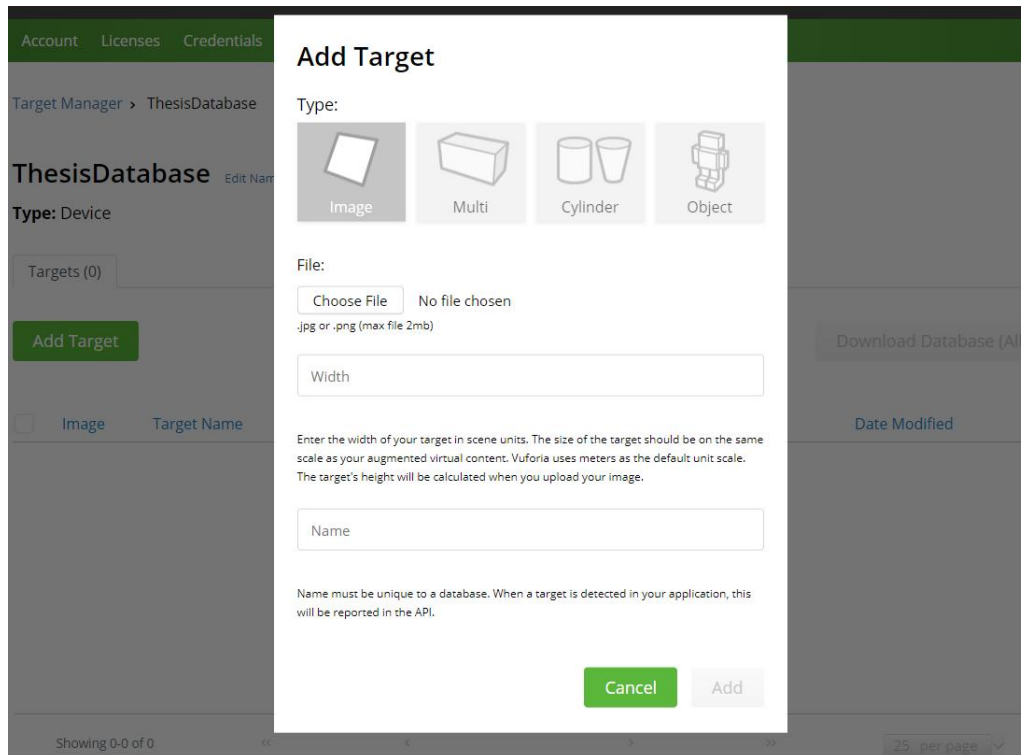 Account Licenses Credentials
Target Manager > ThesisDatabase
ThesisDatabase Edit Nam
Type: Device
Targets (0)
Add Target
Download Database (All
Image Target Name Date Modified
Showing 0-0 of 0 << < > >> 25 per page
Add Target
Type:
Image Multi Cylinder Object
File:
Choose File No file chosen
.jpg or .png (max file 2mb)
Width
Enter the width of your target in scene units. The size of the target should be on the same
scale as your augmented virtual content. Vuforia uses meters as the default unit scale.
The target's height will be calculated when you upload your image.
Name
Name must be unique to a database. When a target is detected in your application, this
will be reported in the API.
Cancel Add